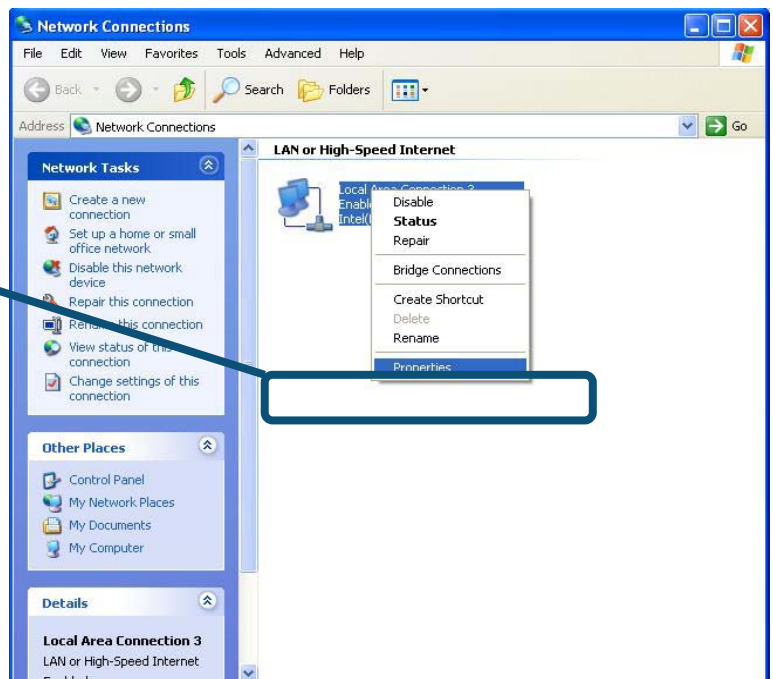 Network Connections
File Edit View Favorites Tools Advanced Help
Back Search Folders
Address Network Connections Go
Network Tasks
Create a new
connection
Set up a home or small
office network
Disable this network
device
Repair this connection
Rename this connection
View status of this
connection
Change settings of this
connection
Other Places
Control Panel
My Network Places
My Documents
My Computer
Details
Local Area Connection 3
LAN or High-Speed Internet
LAN or High-Speed Internet
Local Area Connection 3
Disable
Status
Repair
Bridge Connections
Create Shortcut
Delete
Rename
Properties